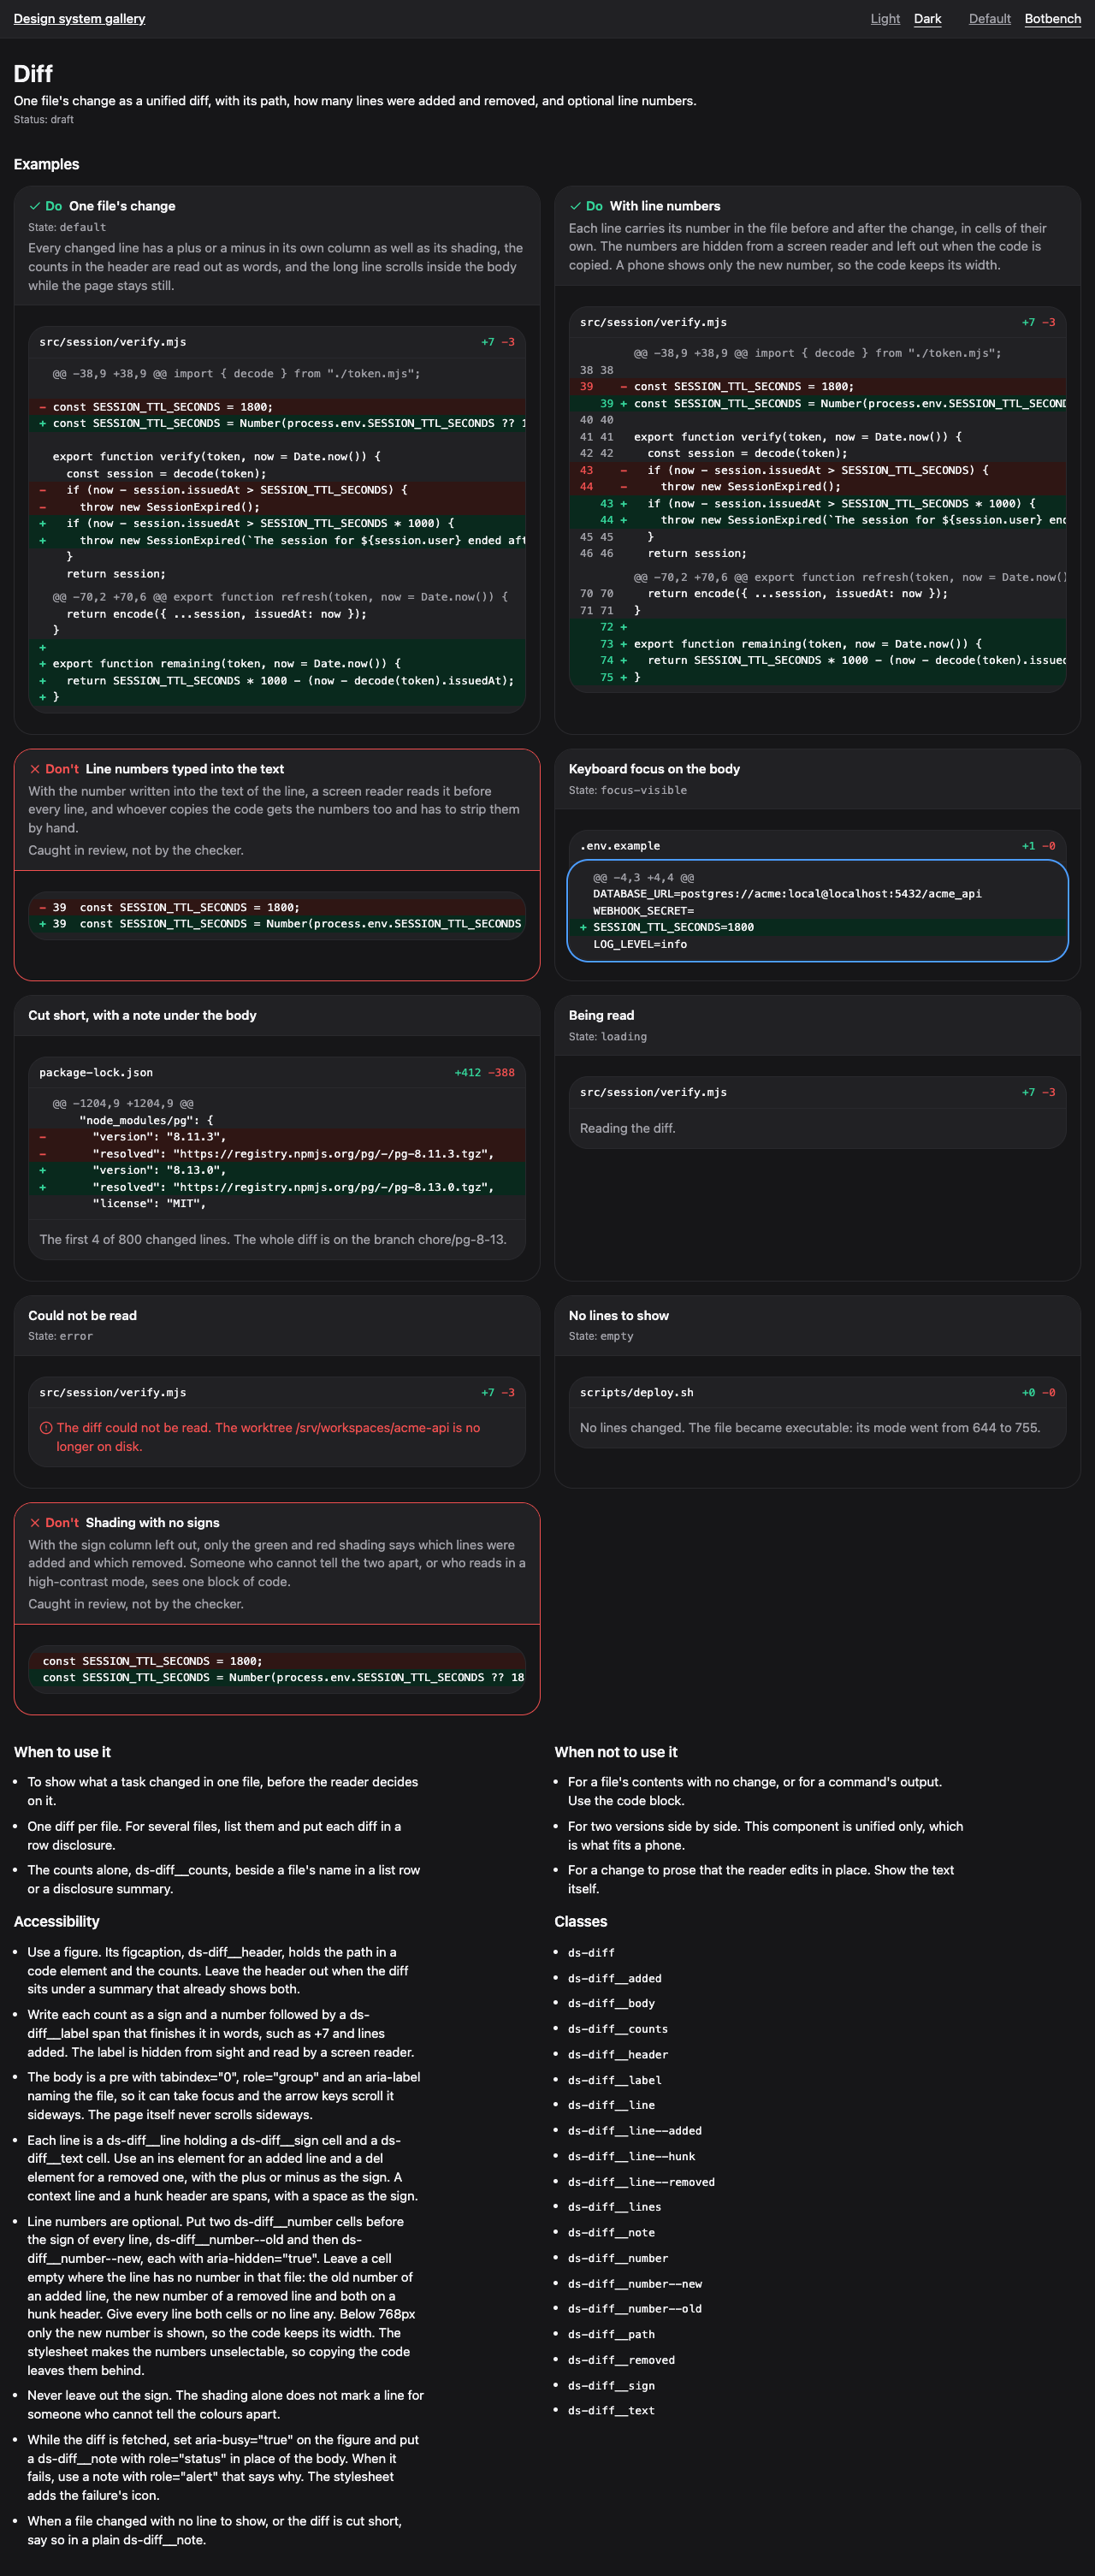 Design system gallery
Light Dark Default Botbench
Diff
One file's change as a unified diff, with its path, how many lines were added and removed, and optional line numbers.
Status: draft
Examples
Do One file's change
State: default
Every changed line has a plus or a minus in its own column as well as its shading, the
counts in the header are read out as words, and the long line scrolls inside the body
while the page stays still.
src/session/verify.mjs +7 −3
@@ −38,9 +38,9 @@ import { decode } from "./token.mjs";
− const SESSION_TTL_SECONDS = 1800;
+ const SESSION_TTL_SECONDS = Number(process.env.SESSION_TTL_SECONDS ?? 1
export function verify(token, now = Date.now()) {
const session = decode(token);
− if (now − session.issuedAt > SESSION_TTL_SECONDS) {
− throw new SessionExpired();
+ if (now − session.issuedAt > SESSION_TTL_SECONDS * 1000) {
+ throw new SessionExpired(`The session for ${session.user} ended aft
}
return session;
@@ −70,2 +70,6 @@ export function refresh(token, now = Date.now()) {
return encode({ ...session, issuedAt: now });
}
+
+ export function remaining(token, now = Date.now()) {
+ return SESSION_TTL_SECONDS * 1000 − (now − decode(token).issuedAt);
+ }
Do With line numbers
Each line carries its number in the file before and after the change, in cells of their
own. The numbers are hidden from a screen reader and left out when the code is
copied. A phone shows only the new number, so the code keeps its width.
src/session/verify.mjs +7 −3
@@ −38,9 +38,9 @@ import { decode } from "./token.mjs";
38 38
39 − const SESSION_TTL_SECONDS = 1800;
39 + const SESSION_TTL_SECONDS = Number(process.env.SESSION_TTL_SECOND
40 40
41 41 export function verify(token, now = Date.now()) {
42 42 const session = decode(token);
43 − if (now − session.issuedAt > SESSION_TTL_SECONDS) {
44 − throw new SessionExpired();
43 + if (now − session.issuedAt > SESSION_TTL_SECONDS * 1000) {
44 + throw new SessionExpired(`The session for ${session.user} end
45 45 }
46 46 return session;
@@ −70,2 +70,6 @@ export function refresh(token, now = Date.now()
70 70 return encode({ ...session, issuedAt: now });
71 71 }
72 +
73 + export function remaining(token, now = Date.now()) {
74 + return SESSION_TTL_SECONDS * 1000 − (now − decode(token).issued
75 + }
Don't Line numbers typed into the text
With the number written into the text of the line, a screen reader reads it before
every line, and whoever copies the code gets the numbers too and has to strip them
by hand.
Caught in review, not by the checker.
− 39 const SESSION_TTL_SECONDS = 1800;
+ 39 const SESSION_TTL_SECONDS = Number(process.env.SESSION_TTL_SECONDS
Keyboard focus on the body
State: focus-visible
.env.example +1 −0
@@ −4,3 +4,4 @@
DATABASE_URL=postgres://acme:local@localhost:5432/acme_api
WEBHOOK_SECRET=
+ SESSION_TTL_SECONDS=1800
LOG_LEVEL=info
Cut short, with a note under the body
package-lock.json +412 −388
@@ −1204,9 +1204,9 @@
"node_modules/pg": {
− "version": "8.11.3",
− "resolved": "https://registry.npmjs.org/pg/-/pg-8.11.3.tgz",
+ "version": "8.13.0",
+ "resolved": "https://registry.npmjs.org/pg/-/pg-8.13.0.tgz",
"license": "MIT",
The first 4 of 800 changed lines. The whole diff is on the branch chore/pg-8-13.
Being read
State: loading
src/session/verify.mjs +7 −3
Reading the diff.
Could not be read
State: error
src/session/verify.mjs +7 −3
The diff could not be read. The worktree /srv/workspaces/acme-api is no
longer on disk.
No lines to show
State: empty
scripts/deploy.sh +0 −0
No lines changed. The file became executable: its mode went from 644 to 755.
Don't Shading with no signs
With the sign column left out, only the green and red shading says which lines were
added and which removed. Someone who cannot tell the two apart, or who reads in a
high-contrast mode, sees one block of code.
Caught in review, not by the checker.
const SESSION_TTL_SECONDS = 1800;
const SESSION_TTL_SECONDS = Number(process.env.SESSION_TTL_SECONDS ?? 18
When to use it
To show what a task changed in one file, before the reader decides
on it.
One diff per file. For several files, list them and put each diff in a
row disclosure.
The counts alone, ds-diff__counts, beside a file's name in a list row
or a disclosure summary.
When not to use it
For a file's contents with no change, or for a command's output.
Use the code block.
For two versions side by side. This component is unified only, which
is what fits a phone.
For a change to prose that the reader edits in place. Show the text
itself.
Accessibility
Use a figure. Its figcaption, ds-diff__header, holds the path in a
code element and the counts. Leave the header out when the diff
sits under a summary that already shows both.
Write each count as a sign and a number followed by a ds-
diff__label span that finishes it in words, such as +7 and lines
added. The label is hidden from sight and read by a screen reader.
The body is a pre with tabindex="0", role="group" and an aria-label
naming the file, so it can take focus and the arrow keys scroll it
sideways. The page itself never scrolls sideways.
Each line is a ds-diff__line holding a ds-diff__sign cell and a ds-
diff__text cell. Use an ins element for an added line and a del
element for a removed one, with the plus or minus as the sign. A
context line and a hunk header are spans, with a space as the sign.
Line numbers are optional. Put two ds-diff__number cells before
the sign of every line, ds-diff__number--old and then ds-
diff__number--new, each with aria-hidden="true". Leave a cell
empty where the line has no number in that file: the old number of
an added line, the new number of a removed line and both on a
hunk header. Give every line both cells or no line any. Below 768px
only the new number is shown, so the code keeps its width. The
stylesheet makes the numbers unselectable, so copying the code
leaves them behind.
Never leave out the sign. The shading alone does not mark a line for
someone who cannot tell the colours apart.
While the diff is fetched, set aria-busy="true" on the figure and put
a ds-diff__note with role="status" in place of the body. When it
fails, use a note with role="alert" that says why. The stylesheet
adds the failure's icon.
When a file changed with no line to show, or the diff is cut short,
say so in a plain ds-diff__note.
Classes
ds-diff
ds-diff__added
ds-diff__body
ds-diff__counts
ds-diff__header
ds-diff__label
ds-diff__line
ds-diff__line--added
ds-diff__line--hunk
ds-diff__line--removed
ds-diff__lines
ds-diff__note
ds-diff__number
ds-diff__number--new
ds-diff__number--old
ds-diff__path
ds-diff__removed
ds-diff__sign
ds-diff__text